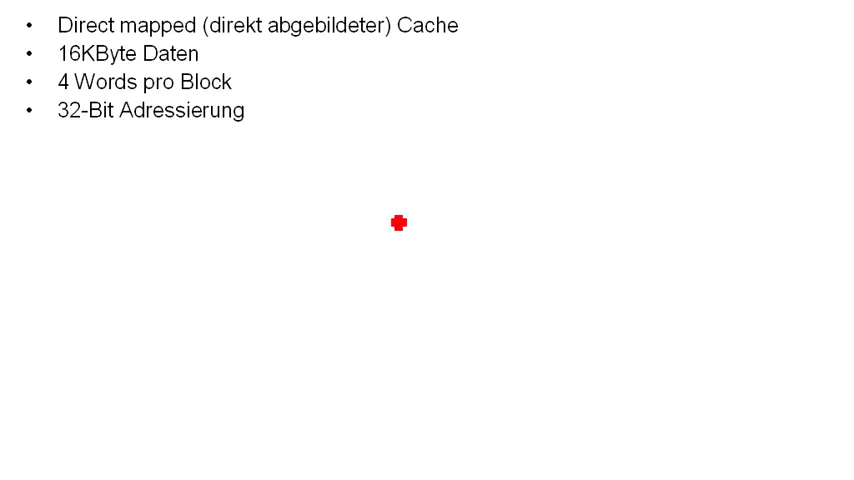 • Direct mapped (direkt abgebildeter) Cache
• 16KByte Daten
• 4 Words pro Block
• 32-Bit Adressierung